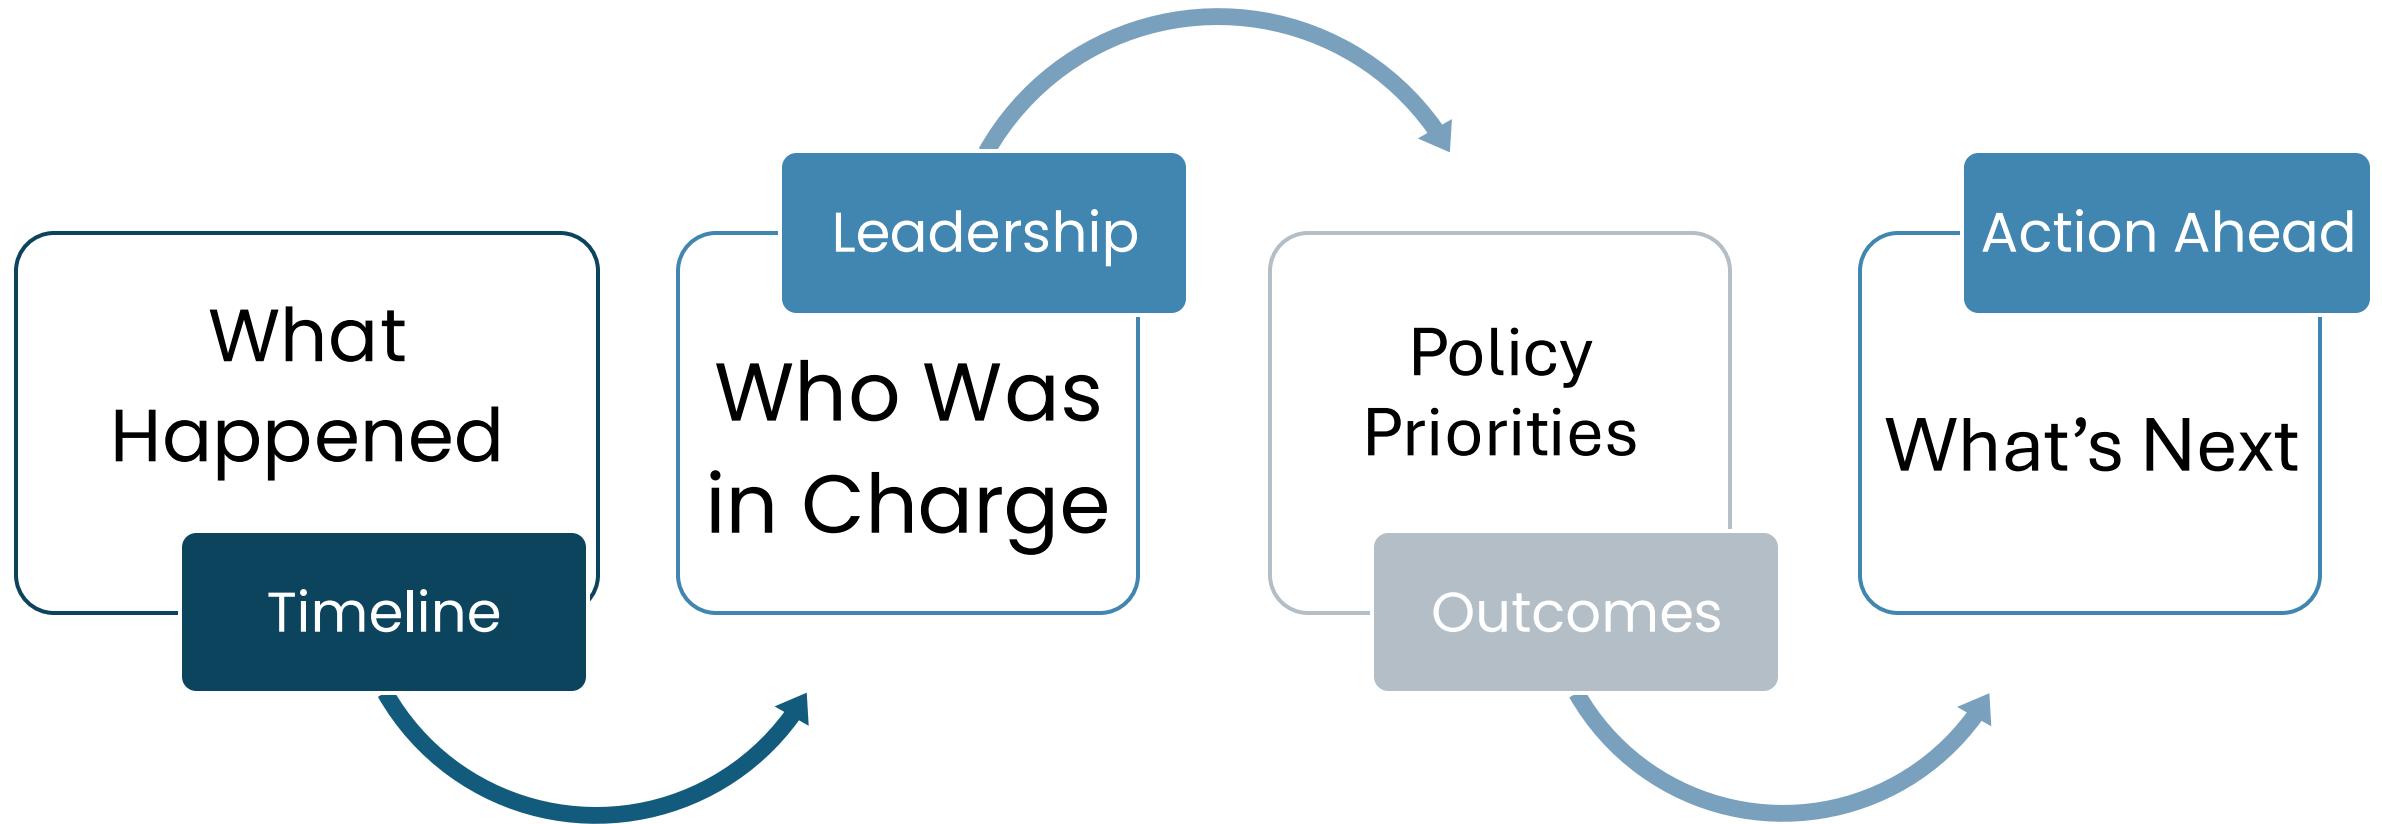 What
Happened
Timeline
Leadership
Who Was
in Charge
Policy
Priorities
Outcomes
Action Ahead
What’s Next